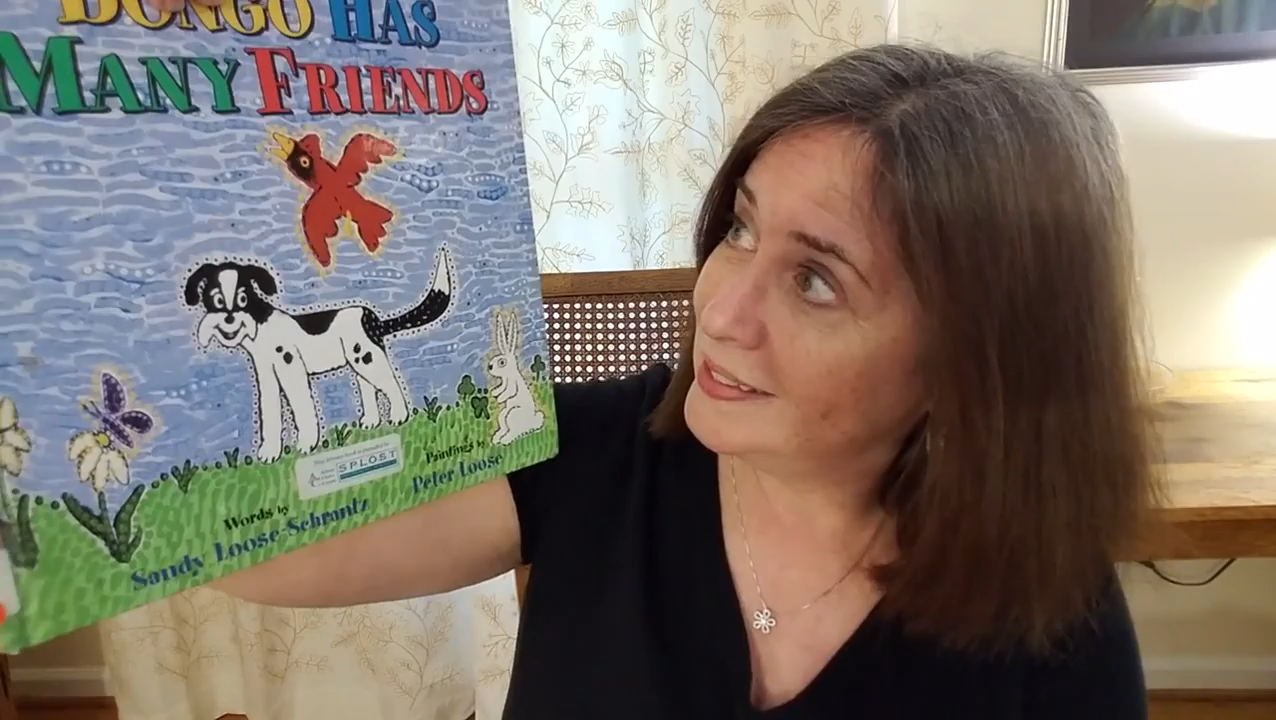 BONGO HAS
MANY FRIENDS
SPLOST
Words by
Sandy Loose-Schrantz
Paintings by
Peter Loose